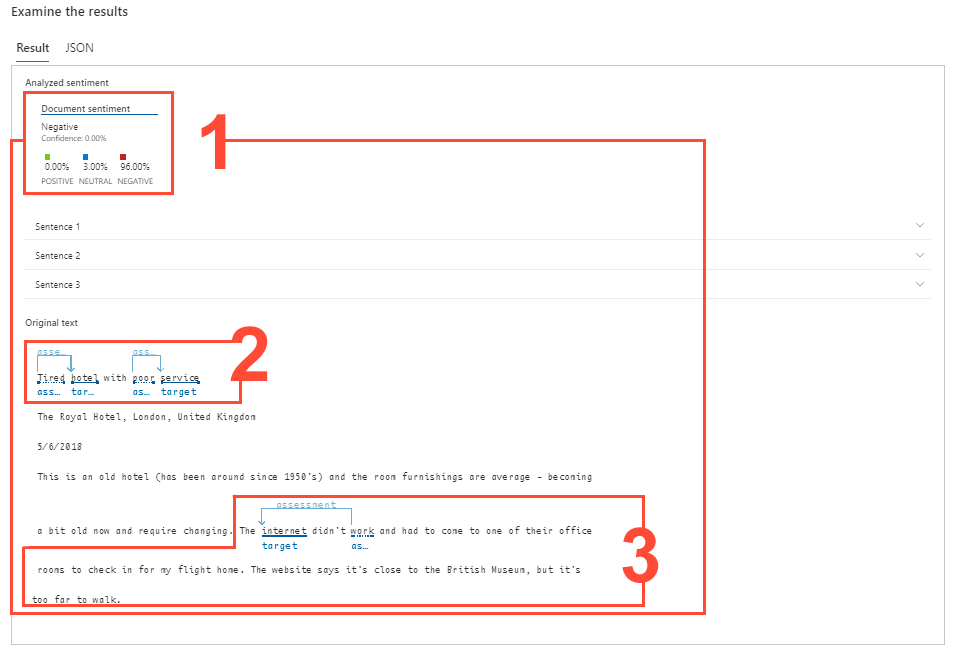 Examine the results
Result JSON
Analyzed sentiment
Document sentiment
Negative
Confidence: 0.00%
0.00% 3.00% 96.00%
POSITIVE NEUTRAL NEGATIVE
1
Sentence 1
Sentence 2
Sentence 3
Original text
2
asse... ass...
Tired hotel with poor service
ass... tar... as... target
The Royal Hotel, London, United Kingdom
5/6/2018
This is an old hotel (has been around since 1950's) and the room furnishings are average - becoming
assessment
a bit old now and require changing. The internet didn't work and had to come to one of their office
target as...
3
rooms to check in for my flight home. The website says it's close to the British Museum, but it's
too far to walk.